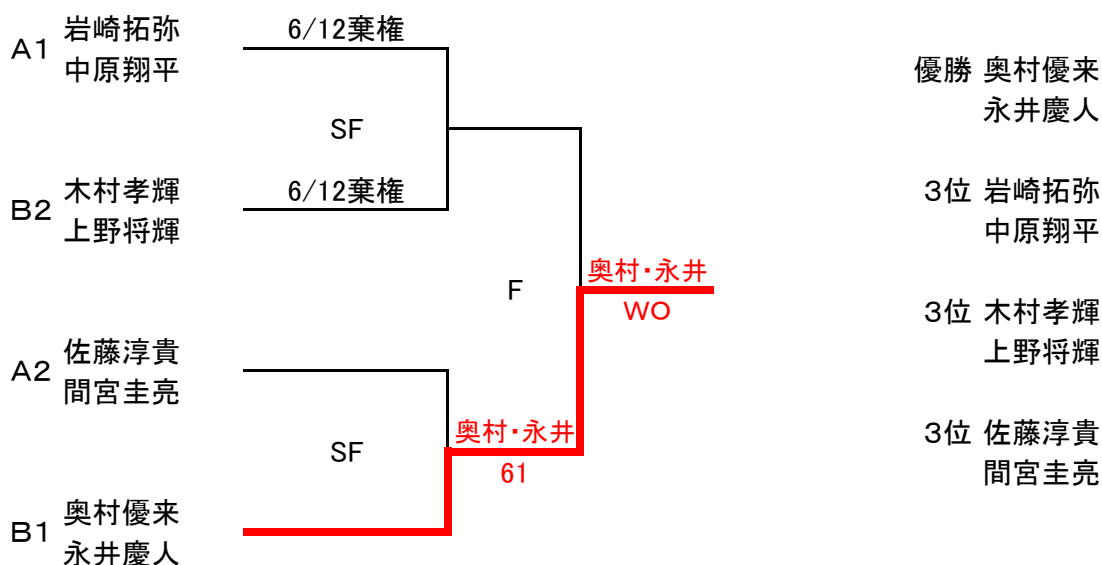 A1 岩崎拓弥
中原翔平
6/12棄権
SF
B2 木村孝輝
上野将輝
6/12棄権
F
奥村・永井
WO
A2 佐藤淳貴
間宮圭亮
SF
奥村・永井
61
B1 奥村優来
永井慶人
優勝 奥村優来
永井慶人
3位 岩崎拓弥
中原翔平
3位 木村孝輝
上野将輝
3位 佐藤淳貴
間宮圭亮